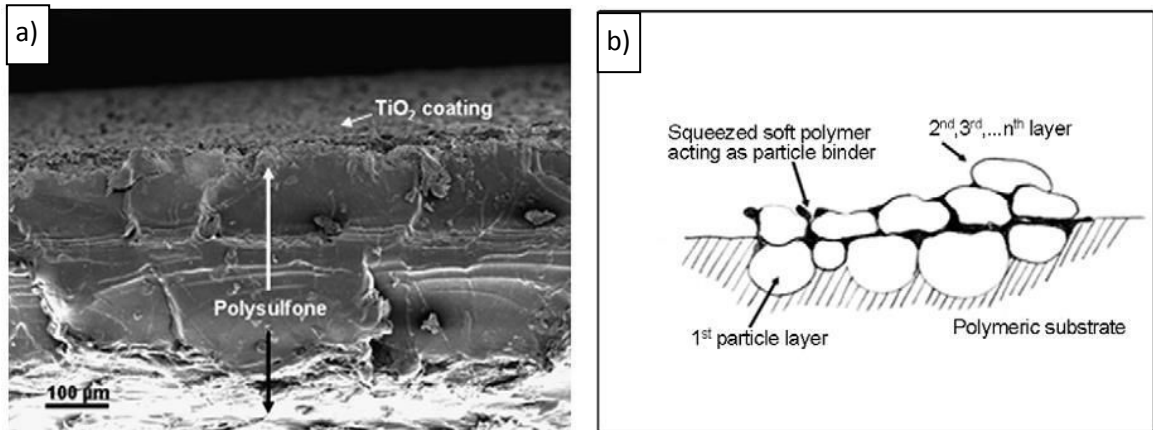 a)
TiO₂ coating
Polysulfone
100 µm
b)
2ⁿᵈ,3ʳᵈ,...nᵗʰ layer
Squeezed soft polymer
acting as particle binder
1ˢᵗ particle layer
Polymeric substrate